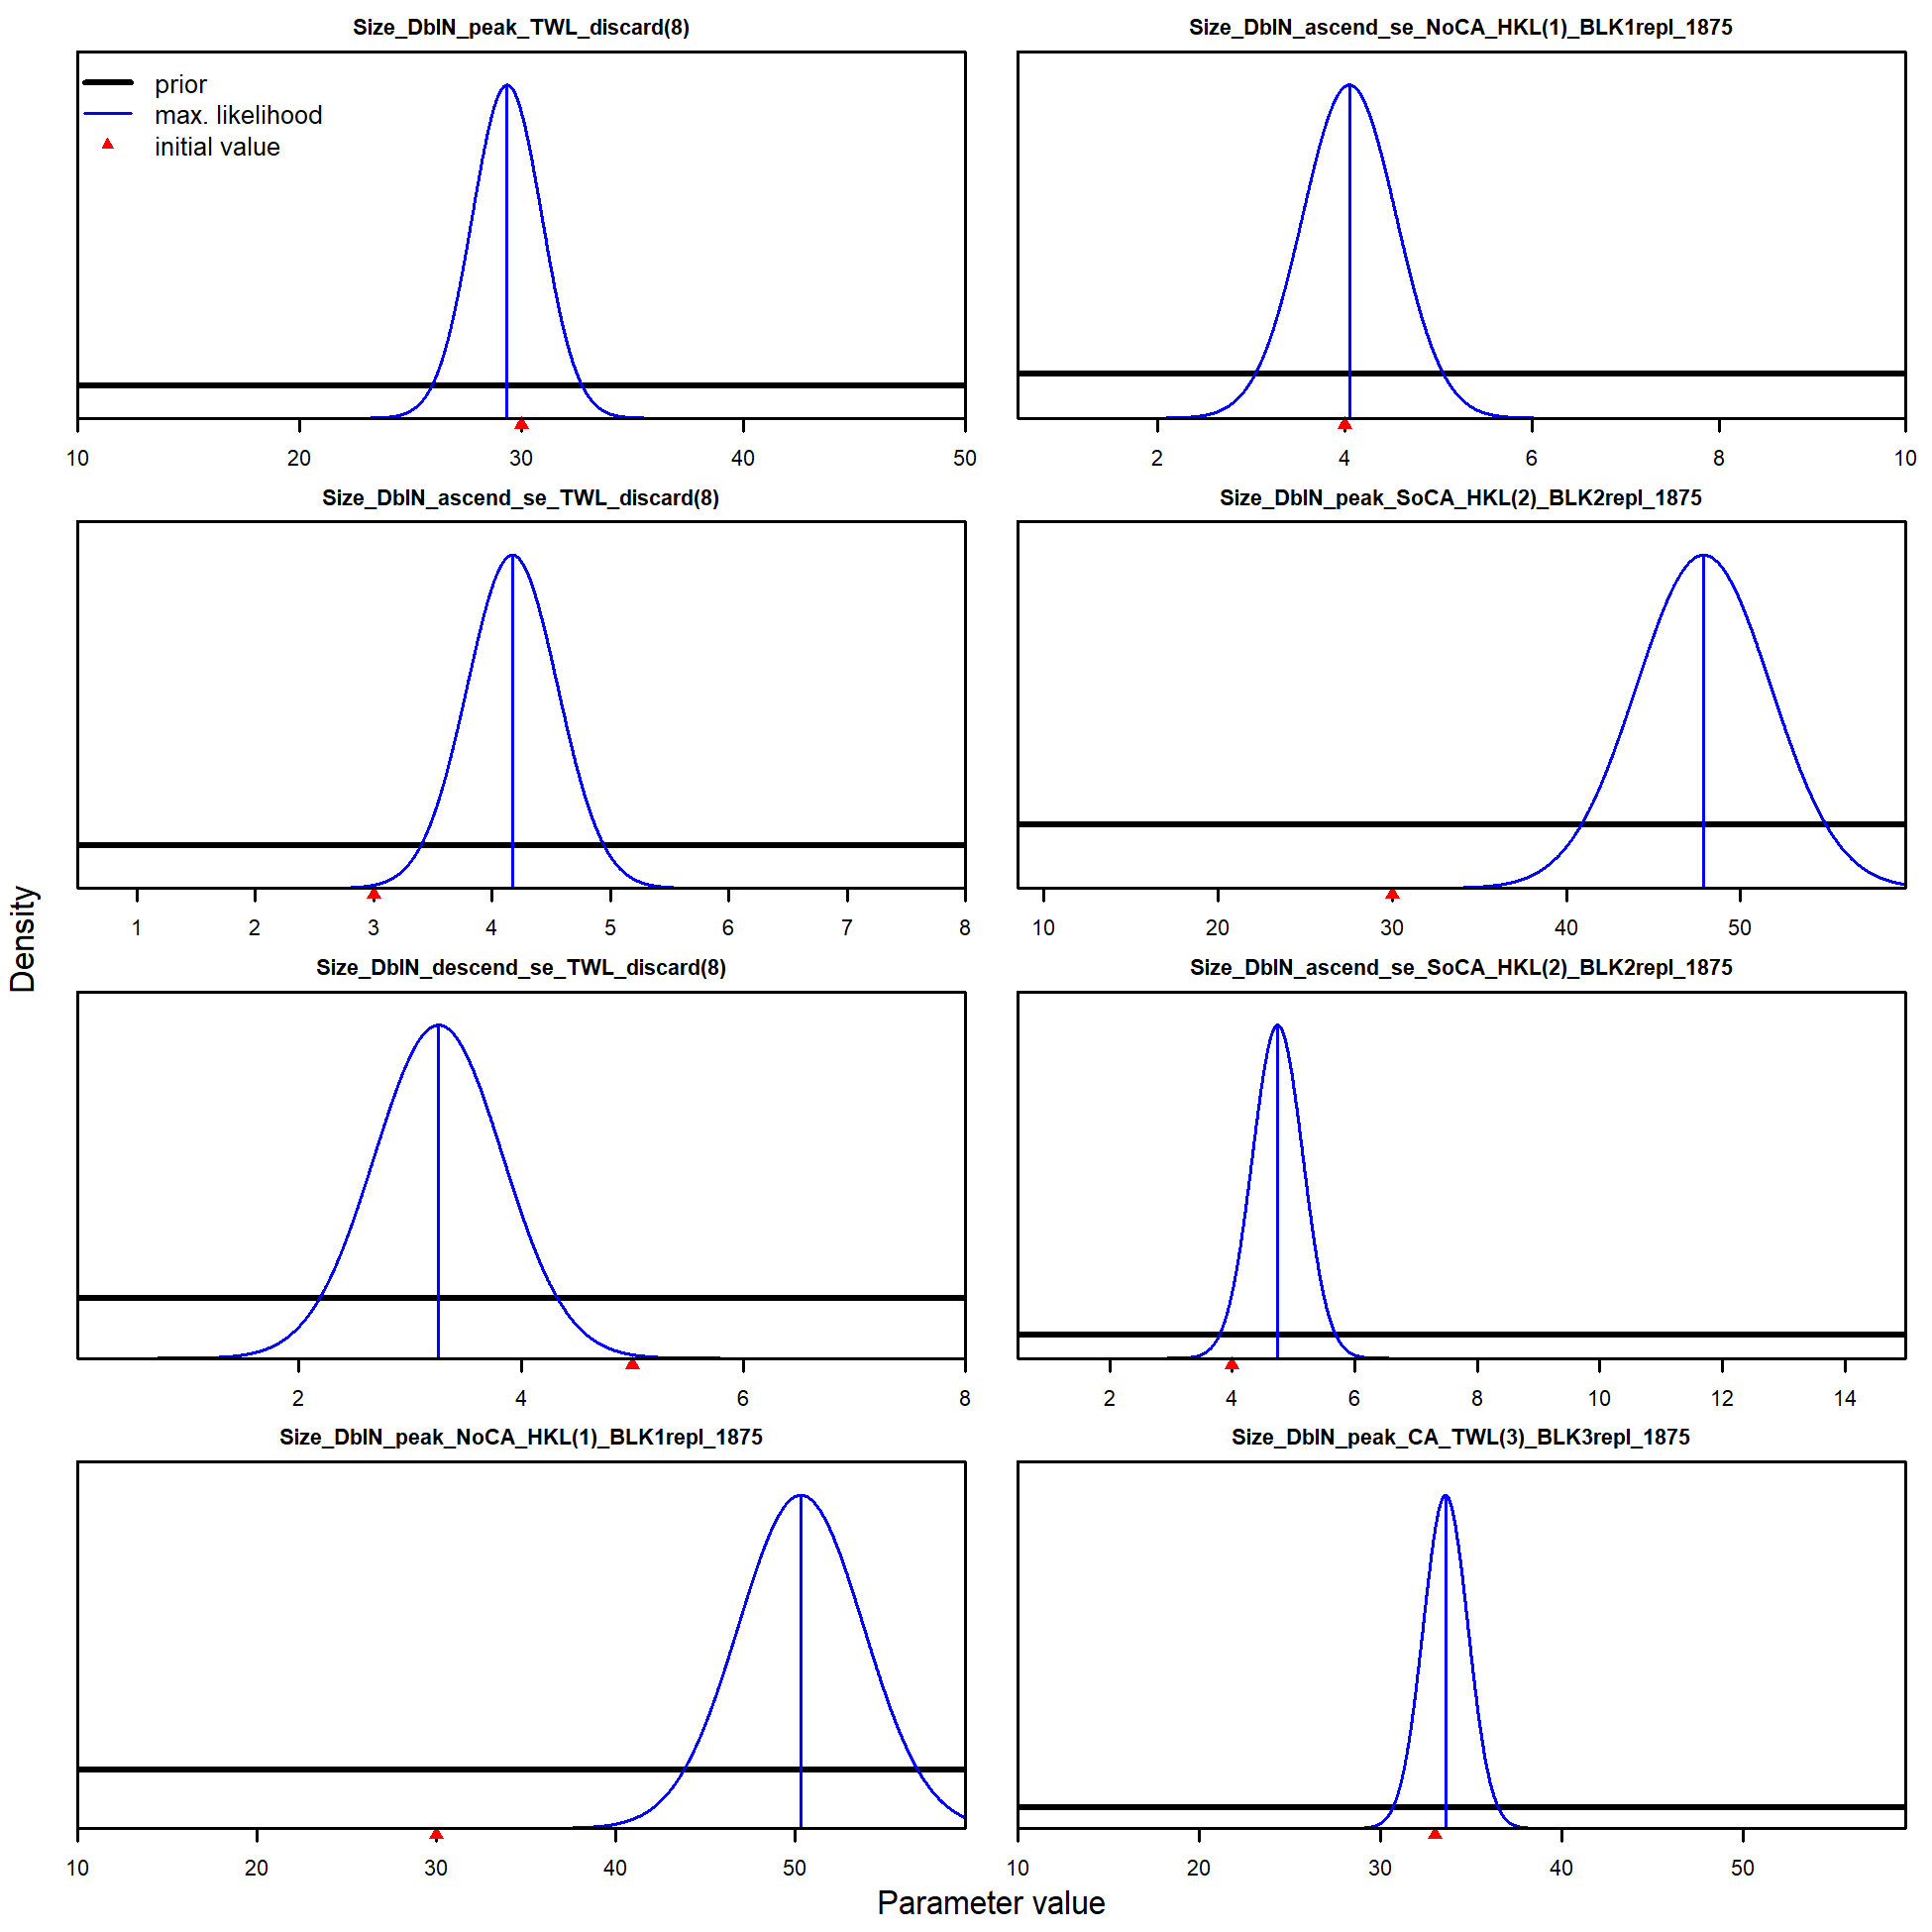 Size_DblN_peak_TWL_discard(8)
prior
max. likelihood
initial value
10 20 30 40 50
Size_DblN_ascend_se_NoCA_HKL(1)_BLK1repl_1875
2 4 6 8 10
Size_DblN_ascend_se_TWL_discard(8)
1 2 3 4 5 6 7 8
Size_DblN_peak_SoCA_HKL(2)_BLK2repl_1875
10 20 30 40 50
Size_DblN_descend_se_TWL_discard(8)
2 4 6 8
Size_DblN_ascend_se_SoCA_HKL(2)_BLK2repl_1875
2 4 6 8 10 12 14
Size_DblN_peak_NoCA_HKL(1)_BLK1repl_1875
10 20 30 40 50
Size_DblN_peak_CA_TWL(3)_BLK3repl_1875
10 20 30 40 50
Density
Parameter value